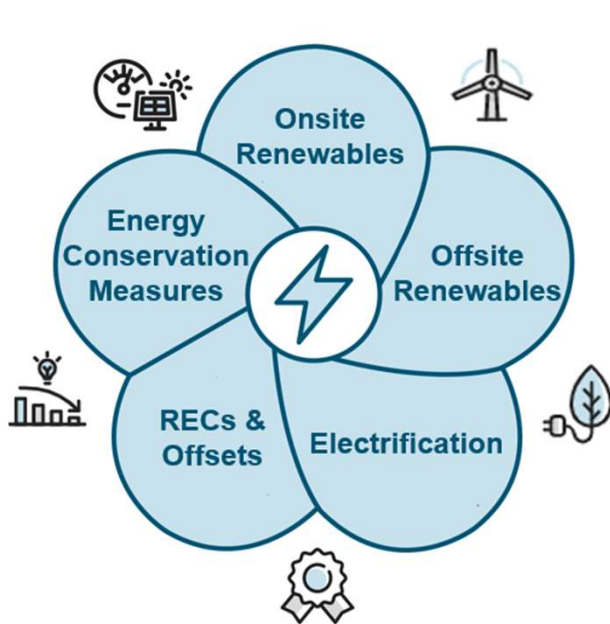 Onsite
Renewables
Energy
Conservation
Measures
Offsite
Renewables
RECs &
Offsets
Electrification